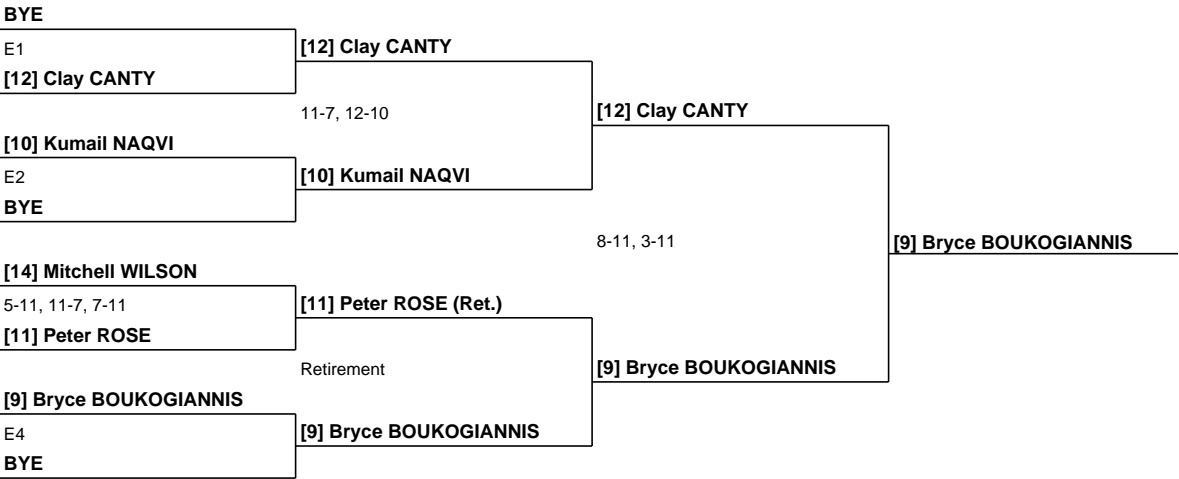 BYE
E1
[12] Clay CANTY
[12] Clay CANTY
11-7, 12-10
[12] Clay CANTY
[10] Kumail NAQVI
E2
[10] Kumail NAQVI
BYE
8-11, 3-11
[9] Bryce BOUKOGIANNIS
[14] Mitchell WILSON
5-11, 11-7, 7-11
[11] Peter ROSE (Ret.)
[11] Peter ROSE
Retirement
[9] Bryce BOUKOGIANNIS
[9] Bryce BOUKOGIANNIS
E4
[9] Bryce BOUKOGIANNIS
BYE